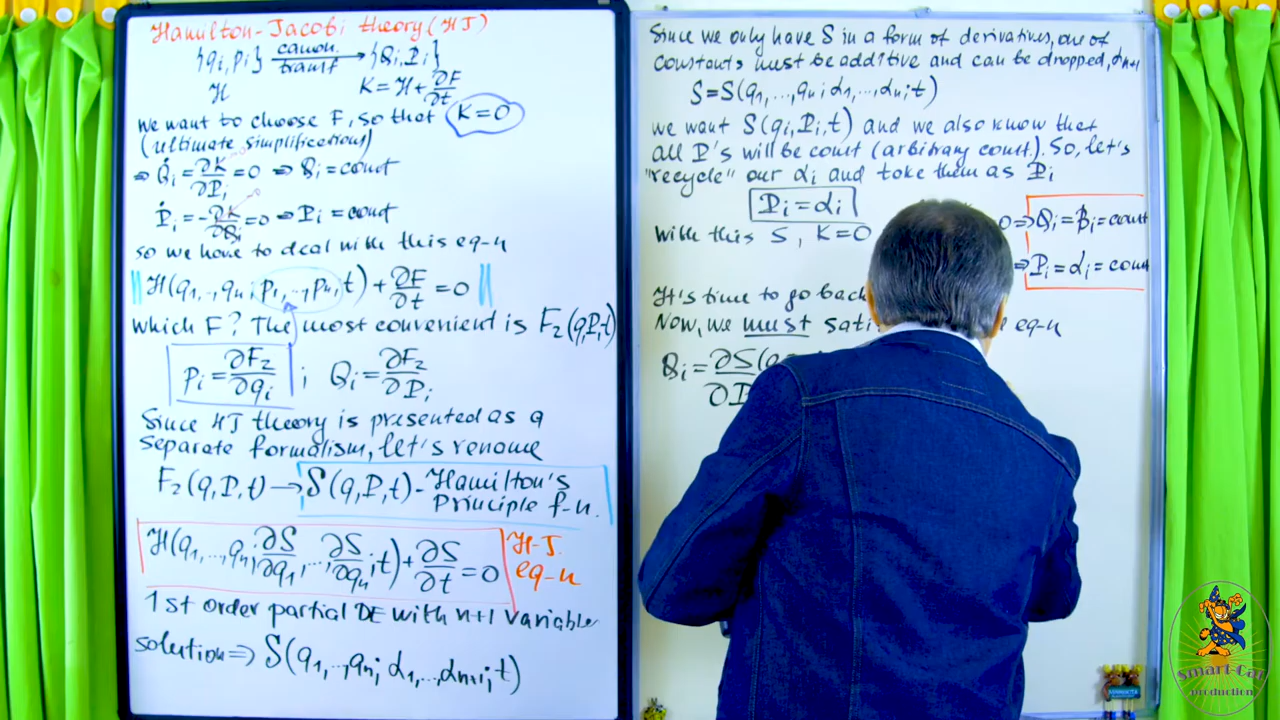 Hamilton-Jacobi theory (HJ)
{qi, pi} canon. transf → {Qi, Pi}
H K = H + ∂F/∂t
we want to choose F, so that K=0
(ultimate simplifications)
⇒ Q̇i = ∂K/∂Pi = 0 ⇒ Qi = const
Ṗi = -∂K/∂Qi = 0 ⇒ Pi = const
so we have to deal with this eq-n
H(q1, .., qn; p1, .., pn; t) + ∂F/∂t = 0
which F? The most convenient is F2(q,P,t)
pi = ∂F2/∂qi ; Qi = ∂F2/∂Pi
Since HJ theory is presented as a
separate formalism, let's rename
F2(q,P,t) → S(q,P,t) - Hamilton's
Principle f-n.
H(q1, ..., qn; ∂S/∂q1, ..., ∂S/∂qn; t) + ∂S/∂t = 0 H-J.
eq-n
1st order partial DE with n+1 variable
solution ⇒ S(q1, .., qn; α1, .., αn+1; t)
Since we only have S in a form of derivatives, one of
constants must be additive and can be dropped, αn+1
S = S(q1, ..., qn; α1, ..., αn; t)
we want S(qi, Pi, t) and we also know that
all P's will be const (arbitrary const.). So, let's
"recycle" our αi and take them as Pi
Pi = αi
With this S, K=0
0 ⇒ Qi = βi = const
⇒ Pi = αi = const
It's time to go back
Now, we must eq-n
Qi = ∂S
Smart-Cat
production